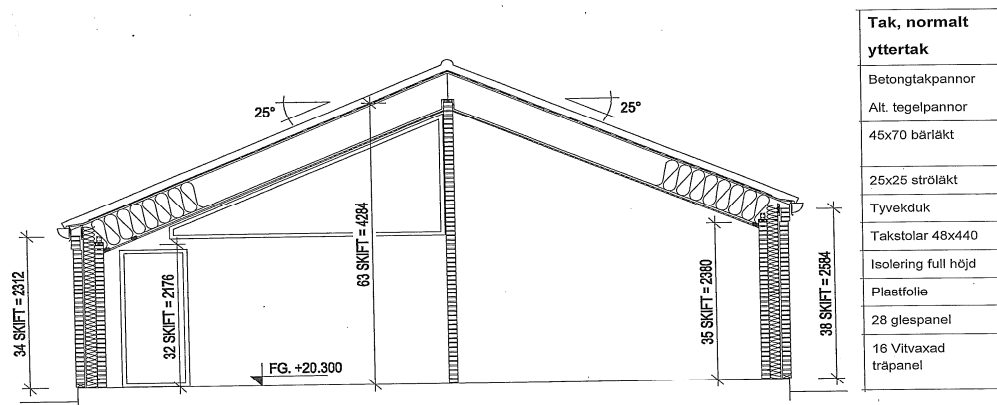 25°
25°
34 SKIFT = 2312
32 SKIFT = 2176
63 SKIFT = 4284
35 SKIFT = 2380
38 SKIFT = 2584
FG. +20.300
Tak, normalt
yttertak
Betongtakpannor
Alt. tegelpannor
45x70 bärläkt
25x25 ströläkt
Tyvekduk
Takstolar 48x440
Isolering full höjd
Plastfolie
28 glespanel
16 Vitvaxad
träpanel